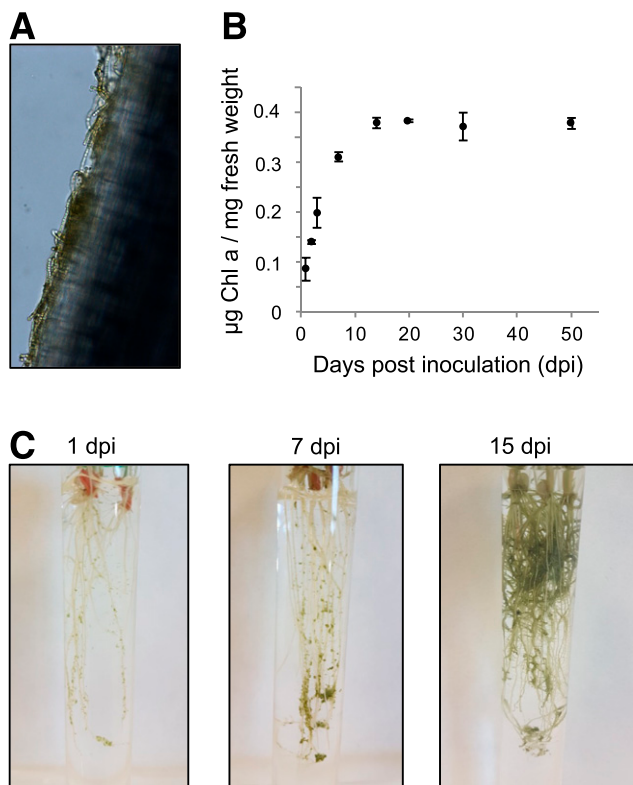 A
B
µg Chl a / mg fresh weight
0.4
0.3
0.2
0.1
0
0 10 20 30 40 50
Days post inoculation (dpi)
C
1 dpi 7 dpi 15 dpi